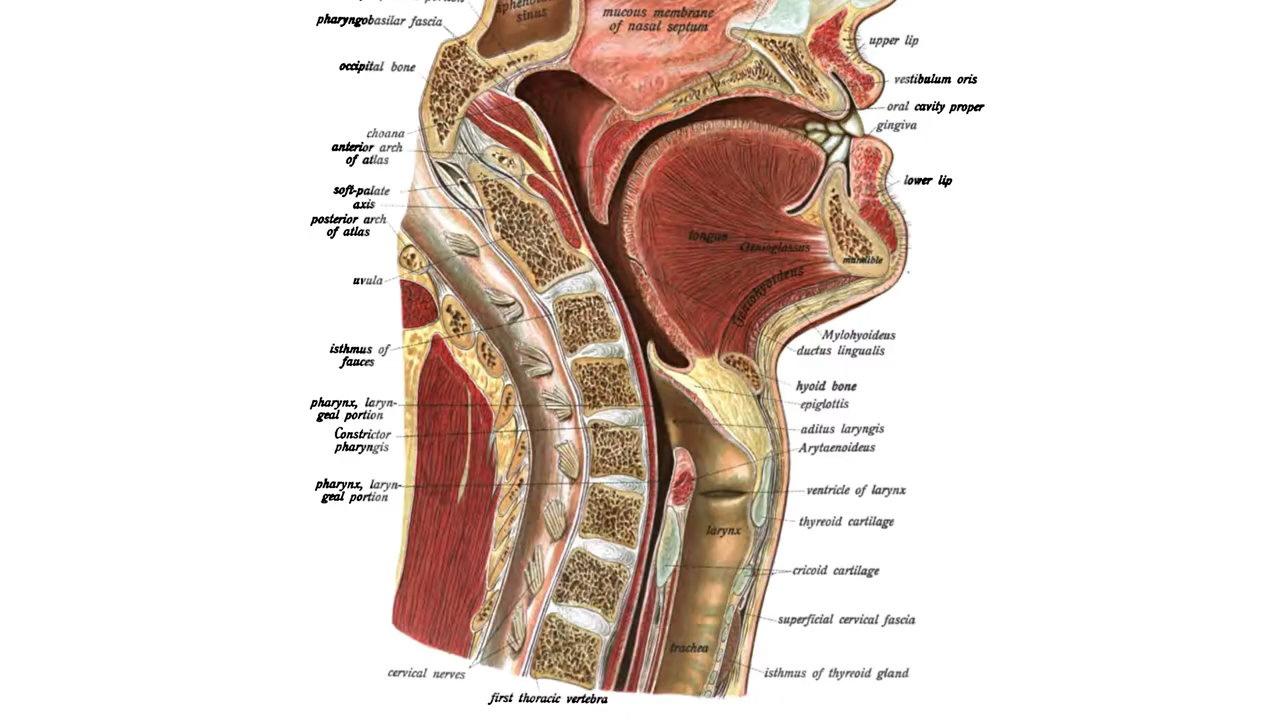 portion
pharyngobasilar fascia
occipital bone
choana
anterior arch
of atlas
soft-palate
axis
posterior arch
of atlas
uvula
isthmus of
fauces
pharynx, laryn-
geal portion
Constrictor
pharyngis
pharynx, laryn-
geal portion
cervical nerves
first thoracic vertebra
sphenoidal
sinus
mucous membrane
of nasal septum
tongue
Genioglossus
Geniohyoideus
mandible
larynx
trachea
upper lip
vestibulum oris
oral cavity proper
gingiva
lower lip
Mylohyoideus
ductus lingualis
hyoid bone
epiglottis
aditus laryngis
Arytaenoideus
ventricle of larynx
thyreoid cartilage
cricoid cartilage
superficial cervical fascia
isthmus of thyreoid gland